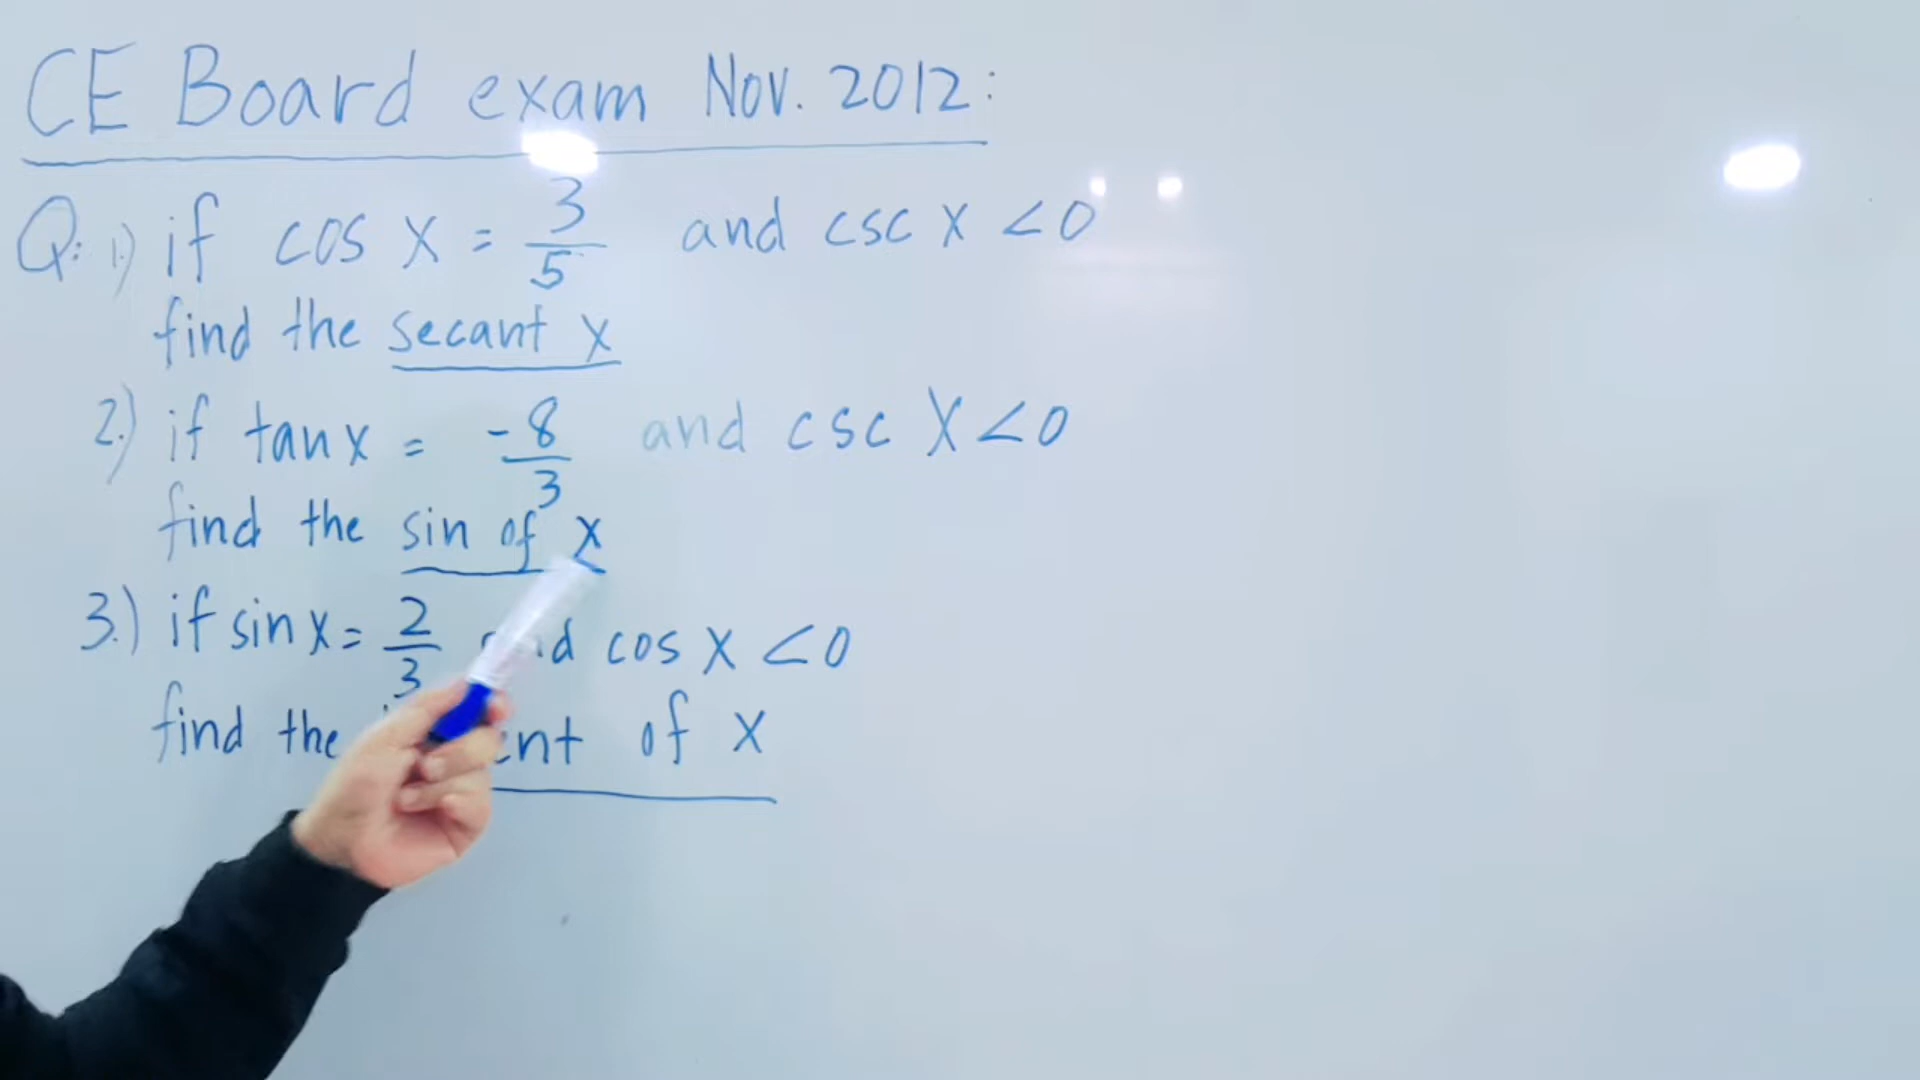 CE Board exam Nov. 2012:
Q: 1.) if cos x = 3/5 and csc x <0
find the secant x
2.) if tan x = -8/3 and csc X <0
find the sin of x
3.) if sin x = 2/3 cos x <0
find the of x